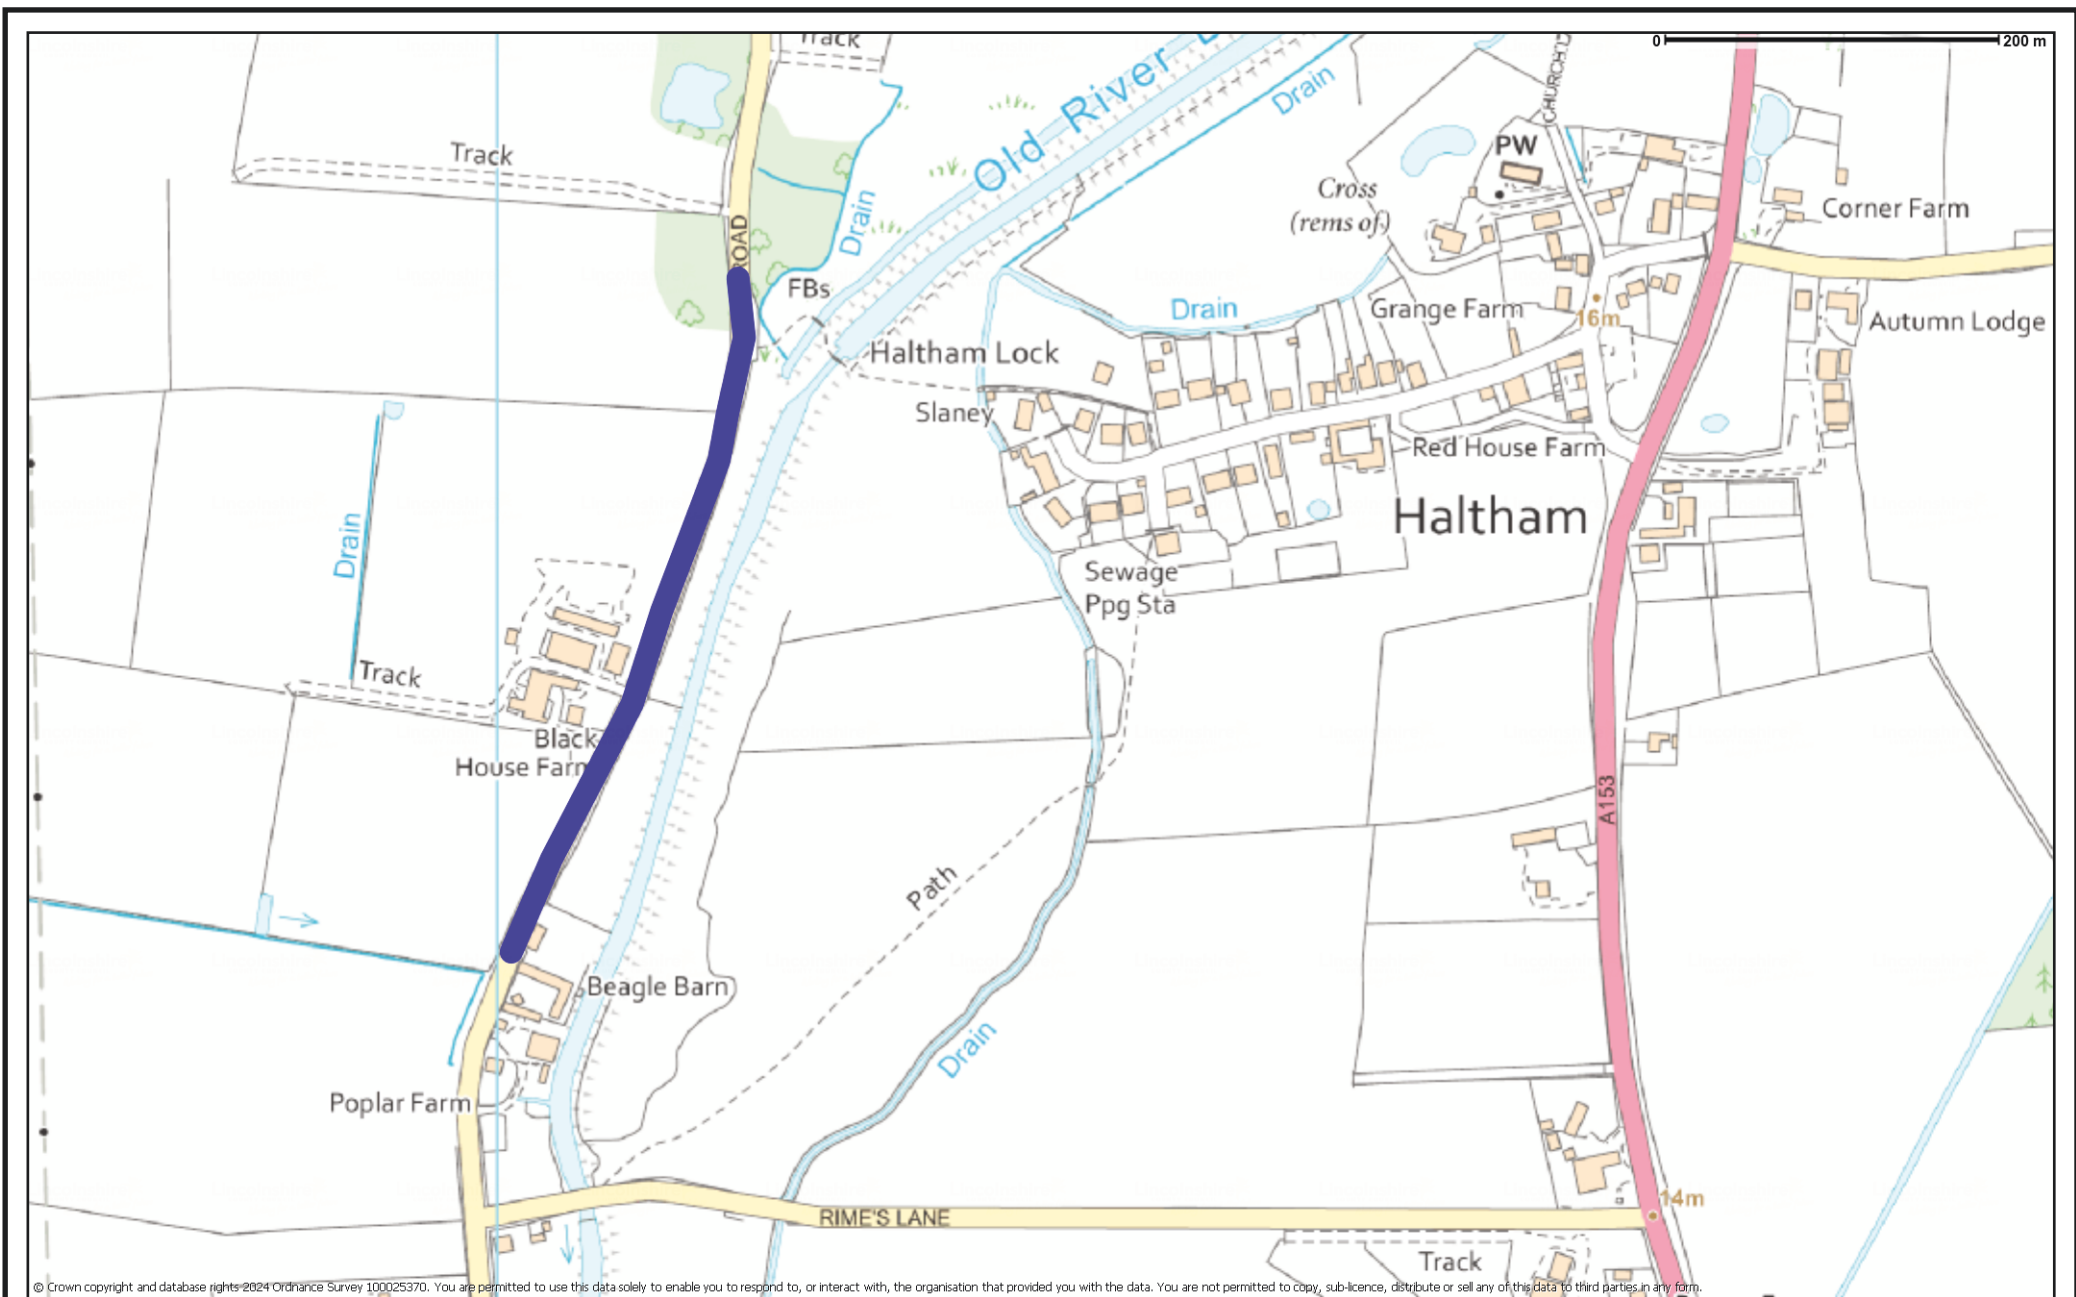 0
200 m
Track
Old River
Drain
CHURCH
PW
Track
Cross
(rems of)
Corner Farm
ROAD
Drain
FBs
Drain
Grange Farm
16m
Autumn Lodge
Haltham Lock
Slaney
Red House Farm
Haltham
Drain
Sewage
Ppg Sta
Track
Black
House Farm
A153
Path
Beagle Barn
Drain
Poplar Farm
14m
RIME'S LANE
Track
© Crown copyright and database rights 2024 Ordnance Survey 100025370. You are permitted to use this data solely to enable you to respond to, or interact with, the organisation that provided you with the data. You are not permitted to copy, sub-licence, distribute or sell any of this data to third parties in any form.